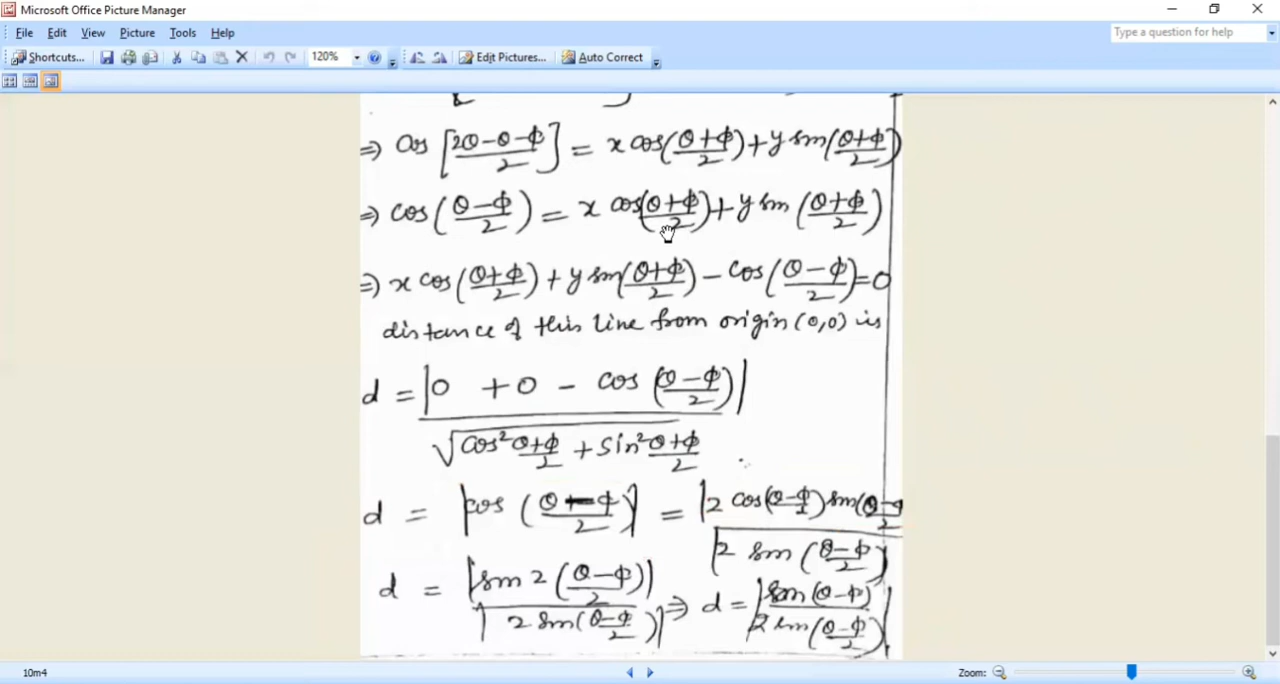 Microsoft Office Picture Manager
File Edit View Picture Tools Help
Type a question for help
Shortcuts... 120% Edit Pictures... Auto Correct
⇒ cos [(2θ-θ-ϕ)/2] = x cos((θ+ϕ)/2) + y sin((θ+ϕ)/2)
⇒ cos((θ-ϕ)/2) = x cos((θ+ϕ)/2) + y sin((θ+ϕ)/2)
⇒ x cos((θ+ϕ)/2) + y sin((θ+ϕ)/2) - cos((θ-ϕ)/2) = 0
distance of this line from origin (0,0) is
d = |0 + 0 - cos((θ-ϕ)/2)| / √(cos² (θ+ϕ)/2 + sin² (θ+ϕ)/2)
d = |cos((θ-ϕ)/2)| = |2 cos((θ-ϕ)/2) sin((θ-ϕ)/2| / |2 sin((θ-ϕ)/2)|
d = |sin 2((θ-ϕ)/2)| / |2 sin((θ-ϕ)/2)| ⇒ d = |sin(θ-ϕ) / 2 sin((θ-ϕ)/2)|
10m4 Zoom: